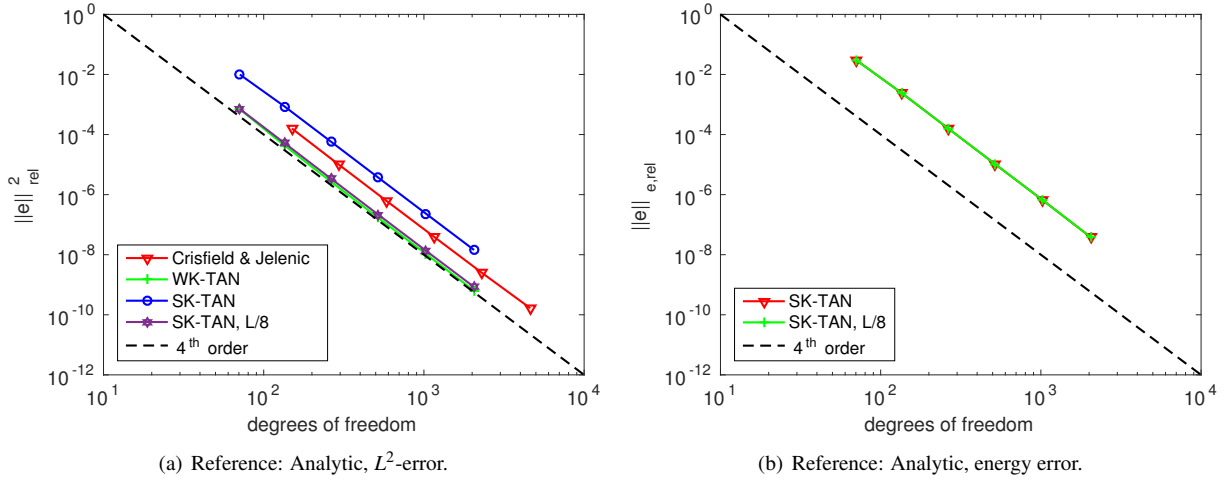 10^0
10^-2
10^-4
10^-6
10^-8
10^-10
10^-12
||e||^2_rel
Crisfield & Jelenic
WK-TAN
SK-TAN
SK-TAN, L/8
4^th order
10^1 10^2 10^3 10^4
degrees of freedom
(a) Reference: Analytic, L^2-error.
10^0
10^-2
10^-4
10^-6
10^-8
10^-10
10^-12
||e||_e,rel
SK-TAN
SK-TAN, L/8
4^th order
10^1 10^2 10^3 10^4
degrees of freedom
(b) Reference: Analytic, energy error.